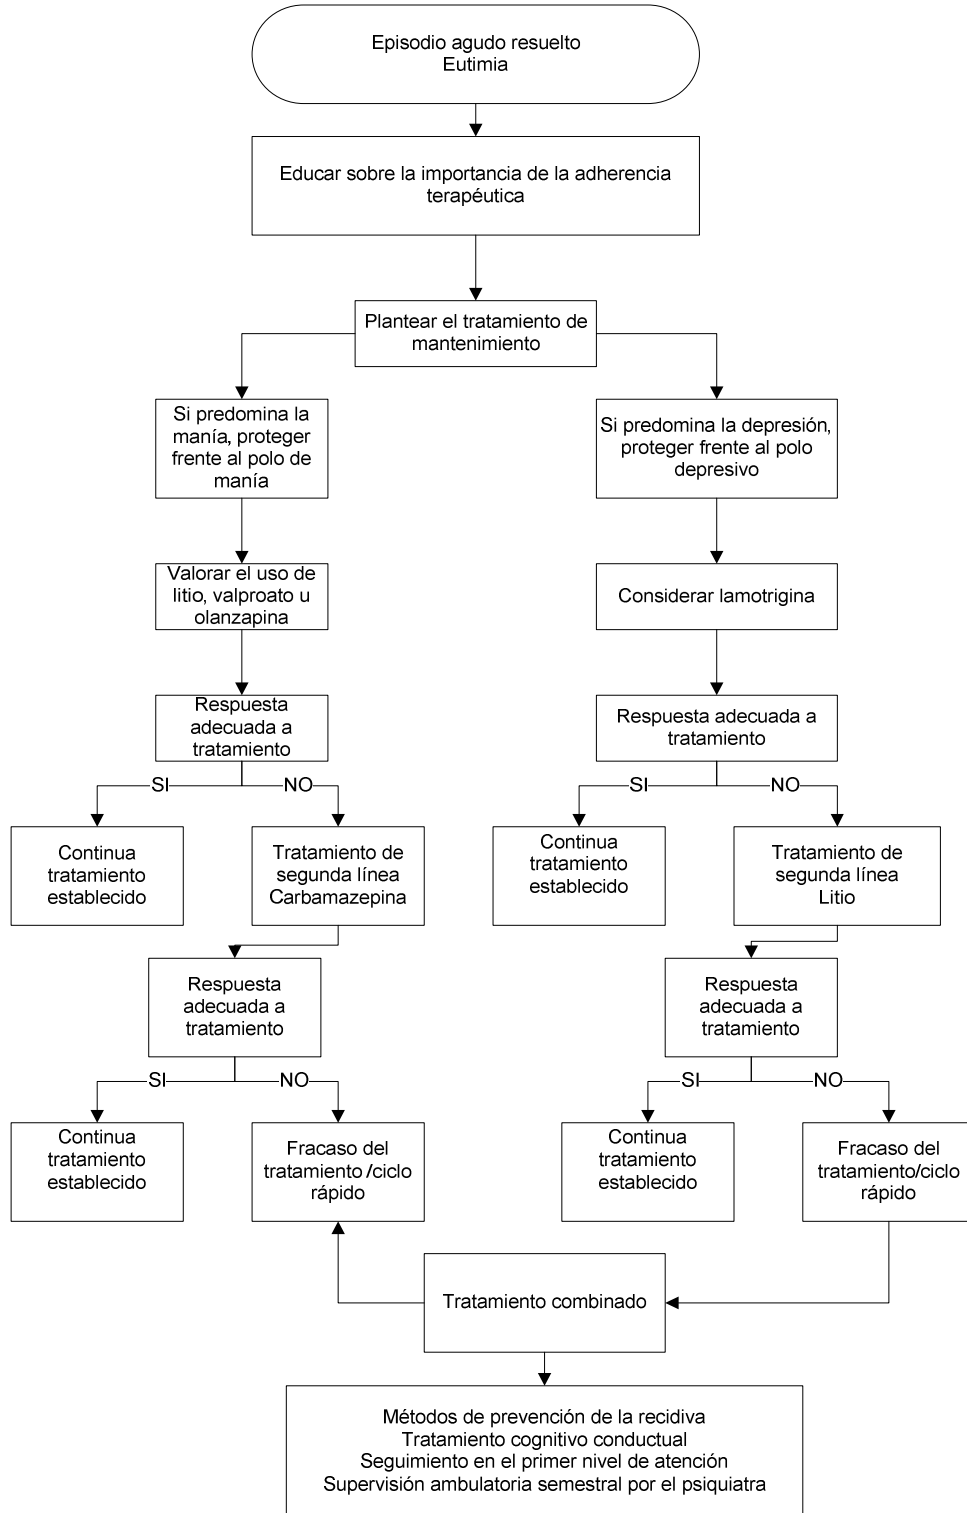 Episodio agudo resuelto
Eutimia
Educar sobre la importancia de la adherencia
terapéutica
Plantear el tratamiento de
mantenimiento
Si predomina la
manía, proteger
frente al polo de
manía
Si predomina la depresión,
proteger frente al polo
depresivo
Valorar el uso de
litio, valproato u
olanzapina
Considerar lamotrigina
Respuesta
adecuada a
tratamiento
Respuesta adecuada a
tratamiento
SI
NO
SI
NO
Continua
tratamiento
establecido
Tratamiento de
segunda línea
Carbamazepina
Continua
tratamiento
establecido
Tratamiento de
segunda línea
Litio
Respuesta
adecuada a
tratamiento
Respuesta
adecuada a
tratamiento
SI
NO
SI
NO
Continua
tratamiento
establecido
Fracaso del
tratamiento /ciclo
rápido
Continua
tratamiento
establecido
Fracaso del
tratamiento/ciclo
rápido
Tratamiento combinado
Métodos de prevención de la recidiva
Tratamiento cognitivo conductual
Seguimiento en el primer nivel de atención
Supervisión ambulatoria semestral por el psiquiatra